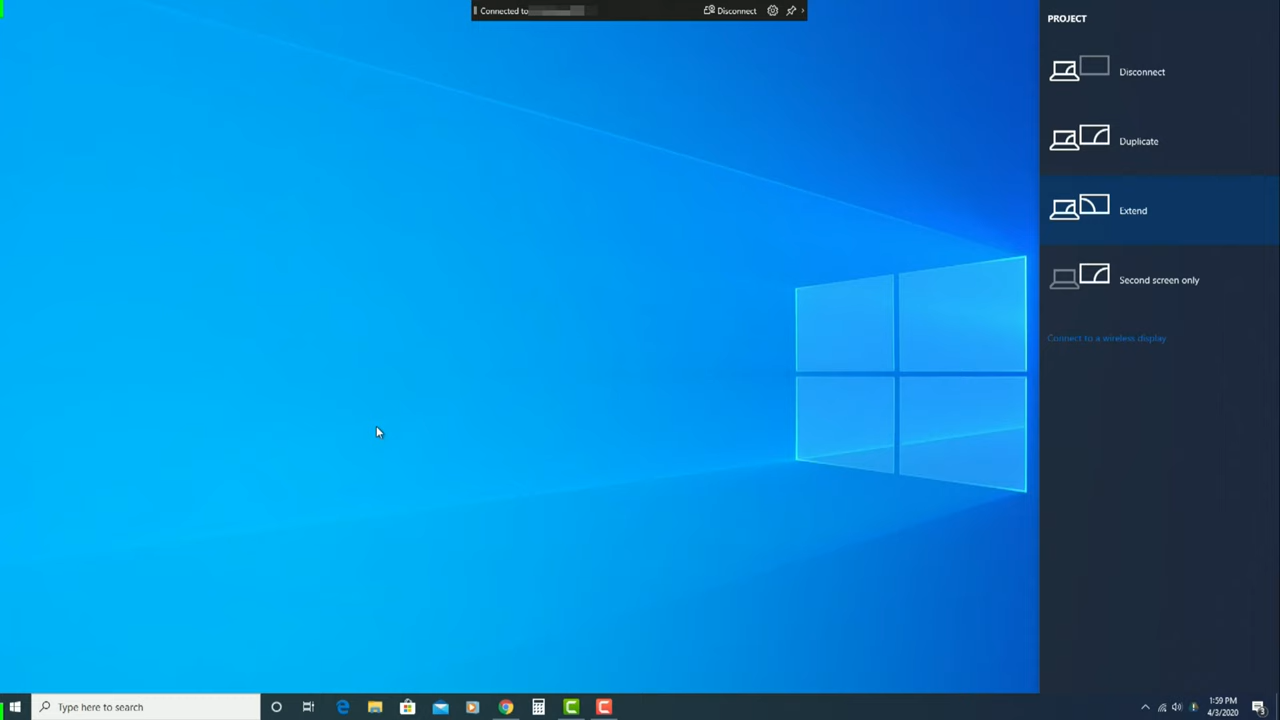 Connected to
Disconnect
PROJECT
Disconnect
Duplicate
Extend
Second screen only
Connect to a wireless display
Type here to search
1:59 PM
4/3/2020
3